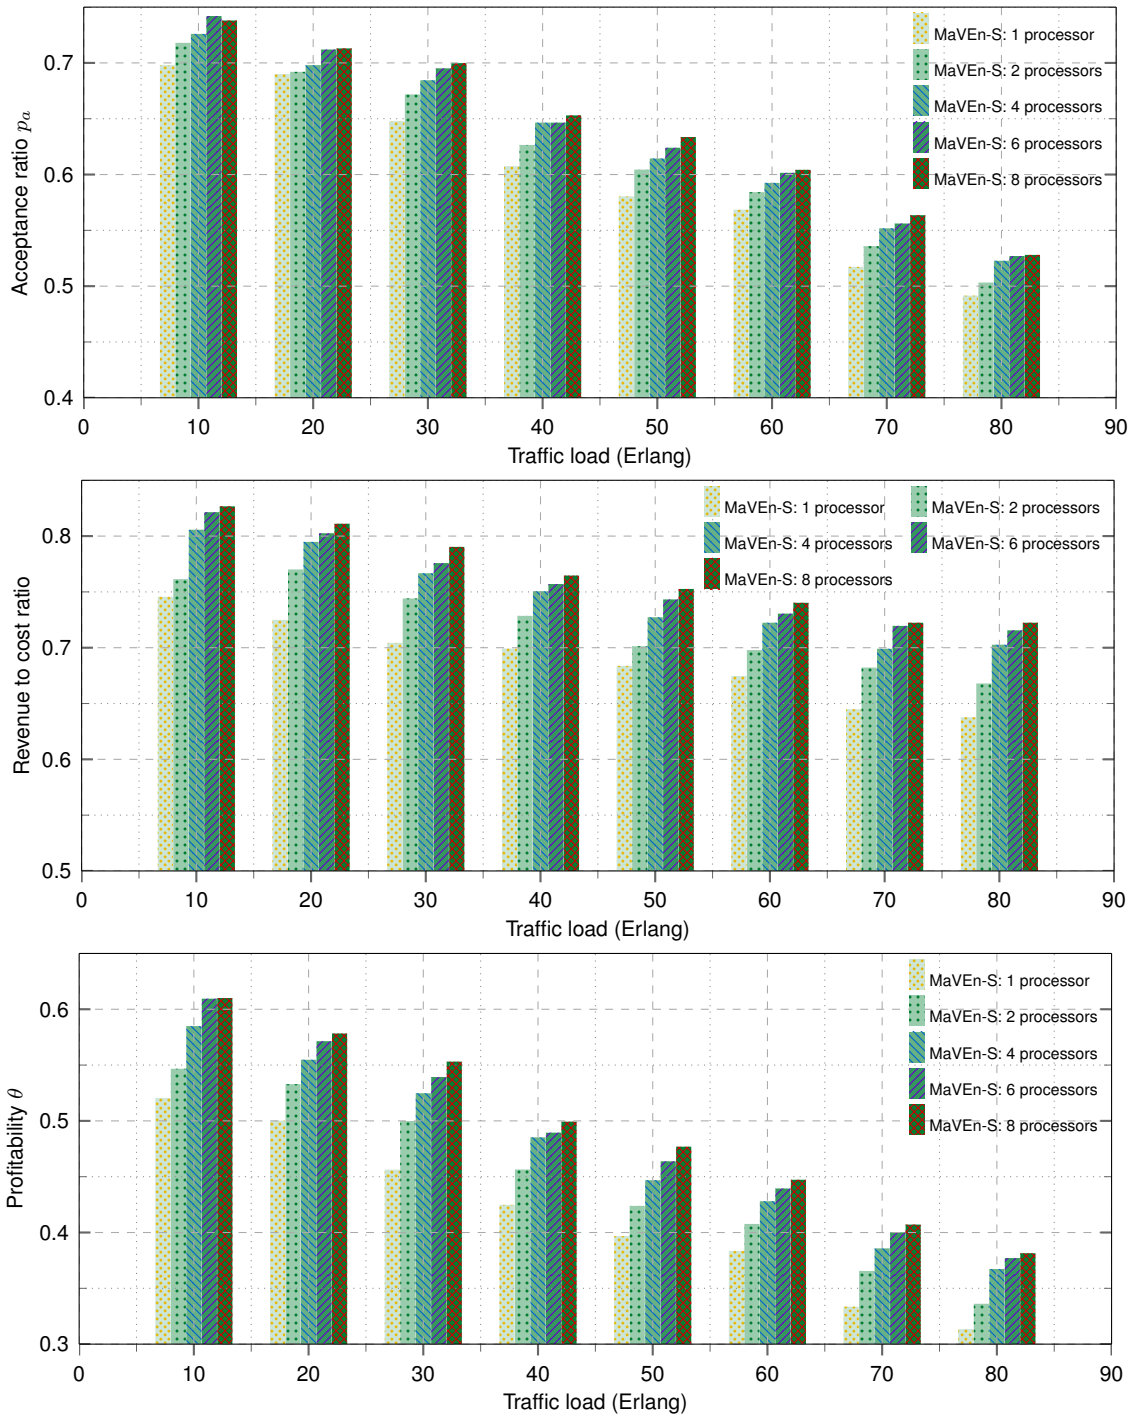 Acceptance ratio pₐ
0.7
0.6
0.5
0.4
MaVEn-S: 1 processor
MaVEn-S: 2 processors
MaVEn-S: 4 processors
MaVEn-S: 6 processors
MaVEn-S: 8 processors
0 10 20 30 40 50 60 70 80 90
Traffic load (Erlang)
Revenue to cost ratio
0.8
0.7
0.6
0.5
MaVEn-S: 1 processor MaVEn-S: 2 processors
MaVEn-S: 4 processors MaVEn-S: 6 processors
MaVEn-S: 8 processors
0 10 20 30 40 50 60 70 80 90
Traffic load (Erlang)
Profitability θ
0.6
0.5
0.4
0.3
MaVEn-S: 1 processor
MaVEn-S: 2 processors
MaVEn-S: 4 processors
MaVEn-S: 6 processors
MaVEn-S: 8 processors
0 10 20 30 40 50 60 70 80 90
Traffic load (Erlang)